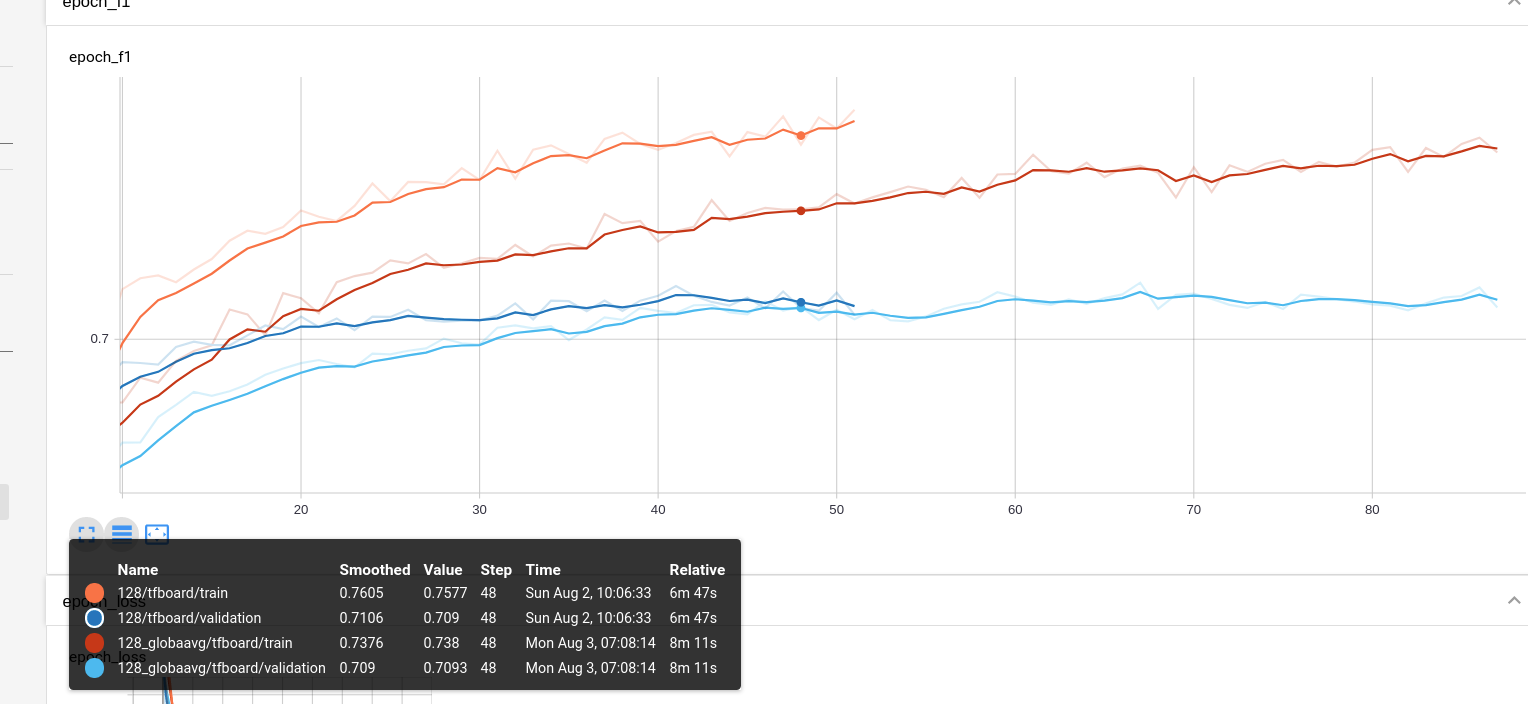 epoch_f1
epoch_f1
0.7
20 30 40 50 60 70 80
Name Smoothed Value Step Time Relative
128/tfboard/train 0.7605 0.7577 48 Sun Aug 2, 10:06:33 6m 47s
128/tfboard/validation 0.7106 0.709 48 Sun Aug 2, 10:06:33 6m 47s
epoch_loss
128_globaavg/tfboard/train 0.7376 0.738 48 Mon Aug 3, 07:08:14 8m 11s
epoch_loss
128_globaavg/tfboard/validation 0.709 0.7093 48 Mon Aug 3, 07:08:14 8m 11s